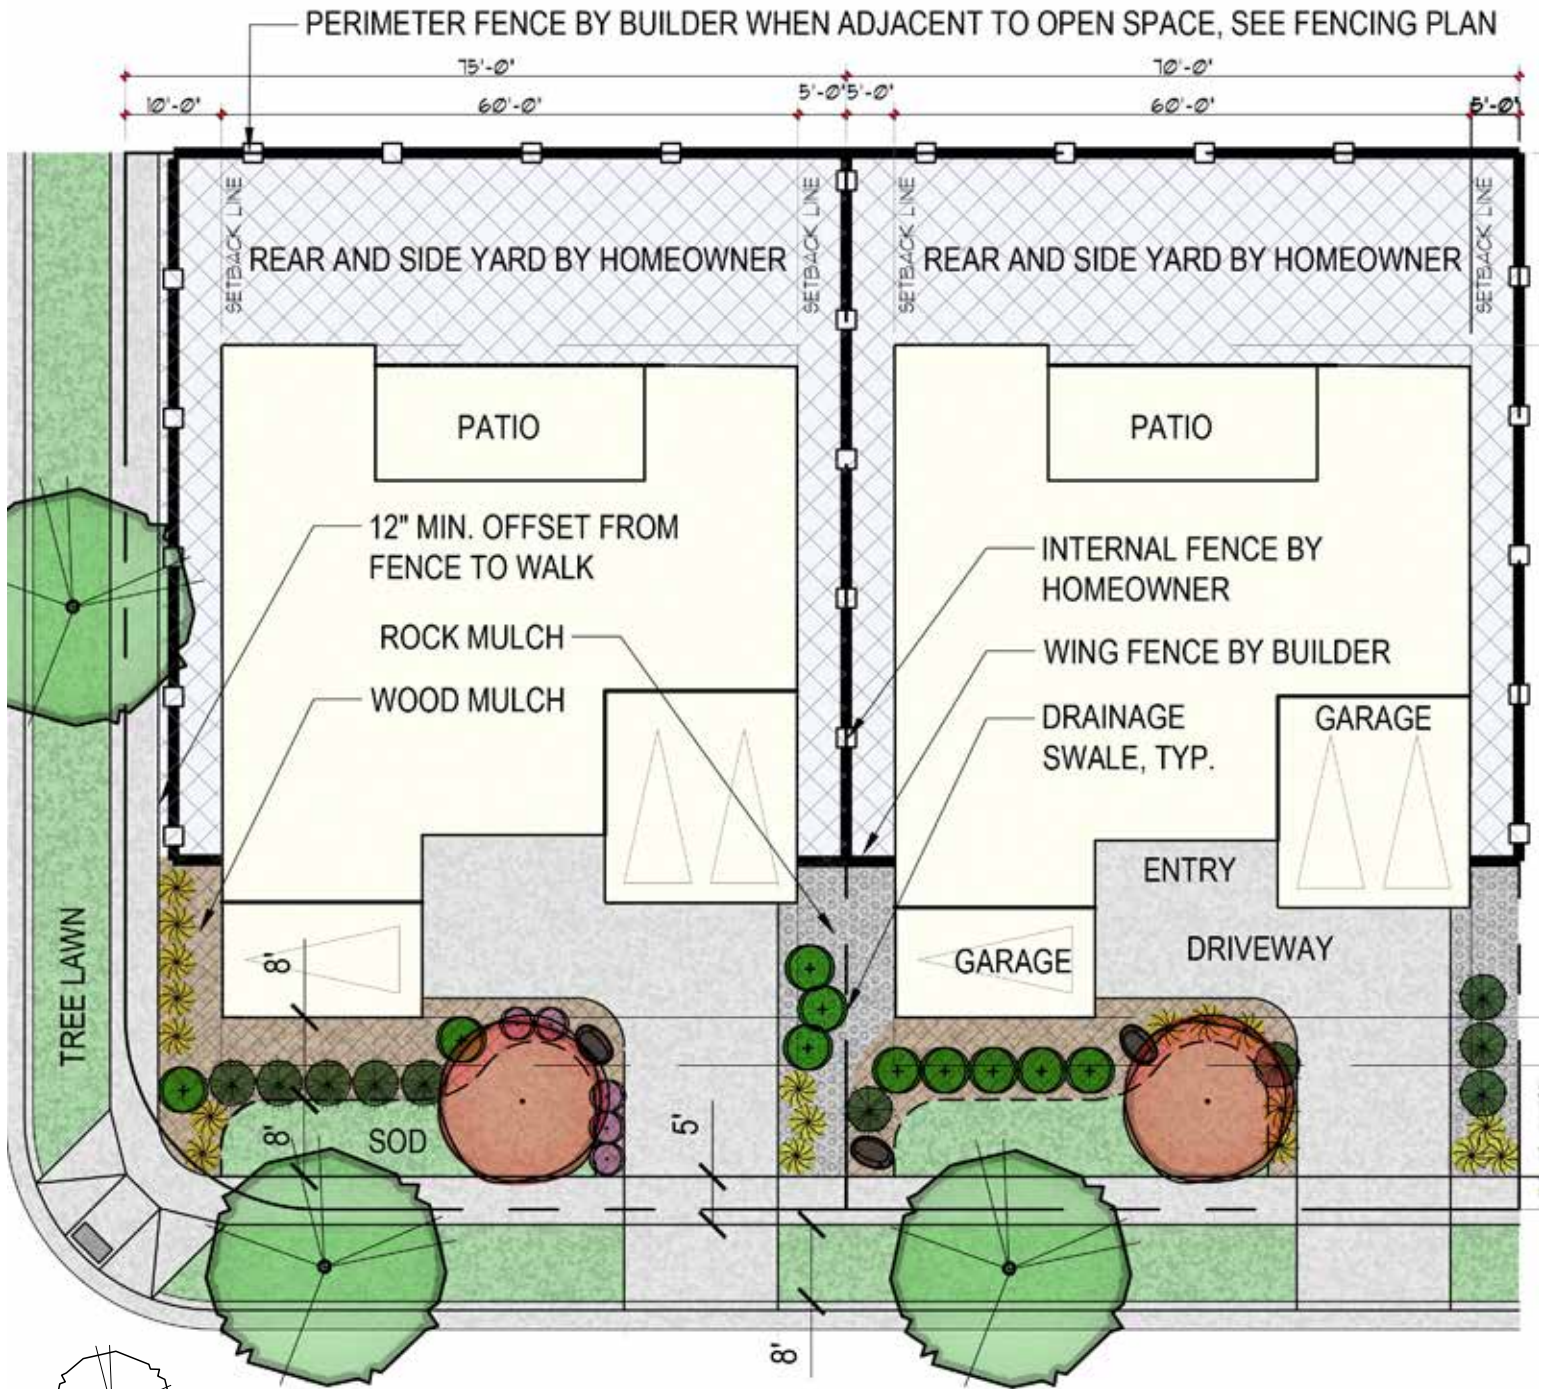 PERIMETER FENCE BY BUILDER WHEN ADJACENT TO OPEN SPACE, SEE FENCING PLAN
75'-0" 70'-0"
10'-0" 60'-0" 5'-0" 5'-0" 60'-0" 5'-0"
SETBACK LINE
SETBACK LINE
SETBACK LINE
SETBACK LINE
REAR AND SIDE YARD BY HOMEOWNER
REAR AND SIDE YARD BY HOMEOWNER
PATIO
PATIO
12" MIN. OFFSET FROM
FENCE TO WALK
INTERNAL FENCE BY
HOMEOWNER
ROCK MULCH
WING FENCE BY BUILDER
WOOD MULCH
DRAINAGE
SWALE, TYP.
GARAGE
ENTRY
DRIVEWAY
GARAGE
8'
TREE LAWN
8'
SOD
5'
8'